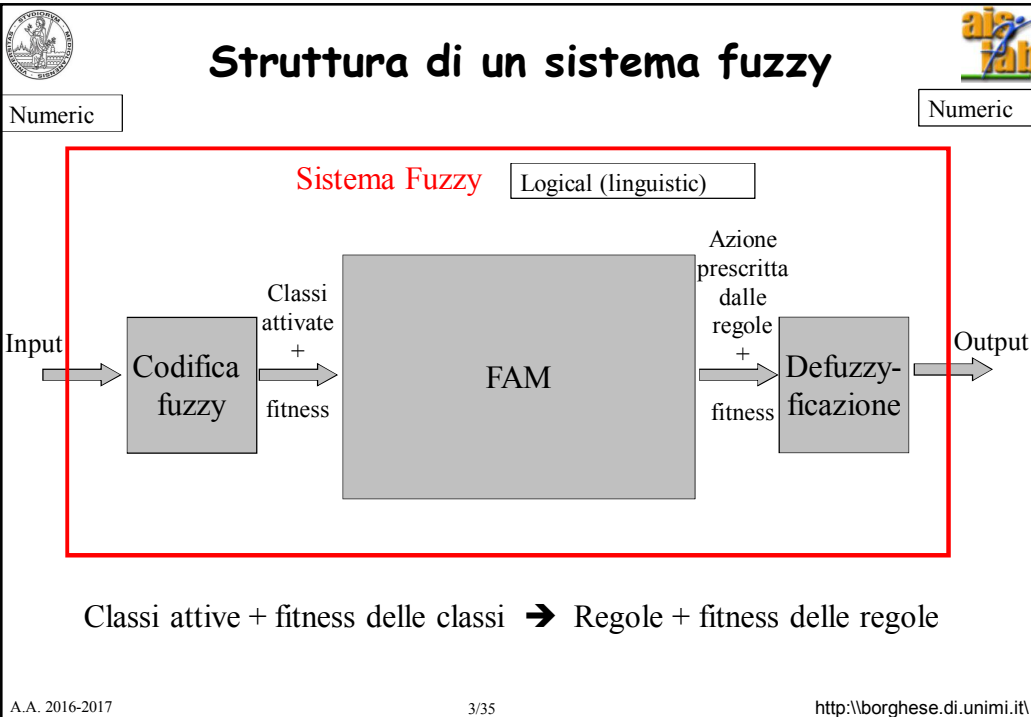 Struttura di un sistema fuzzy
ais
lab
Numeric
Numeric
Sistema Fuzzy
Logical (linguistic)
Input
Codifica
fuzzy
Classi
attivate
+
fitness
FAM
Azione
prescritta
dalle
regole
+
fitness
Defuzzy-
ficazione
Output
Classi attive + fitness delle classi ➔ Regole + fitness delle regole
A.A. 2016-2017
3/35
http:\\borghese.di.unimi.it\